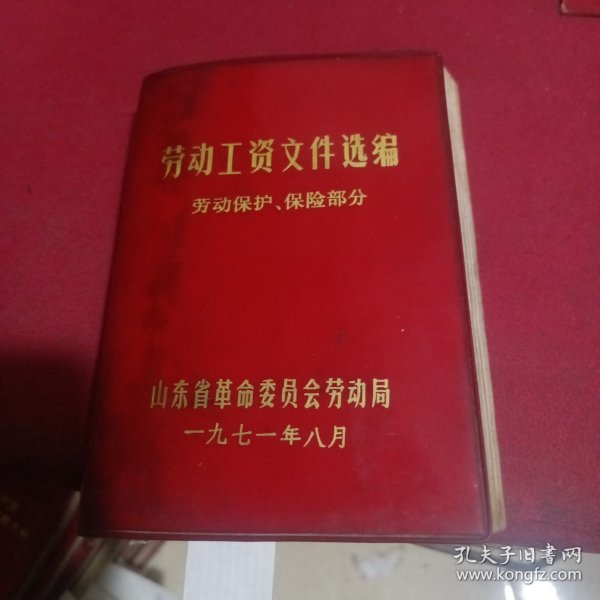 劳动工资文件选编
劳动保护、保险部分
山东省革命委员会劳动局
一九七一年八月
孔夫子旧書网
www.kongfz.com